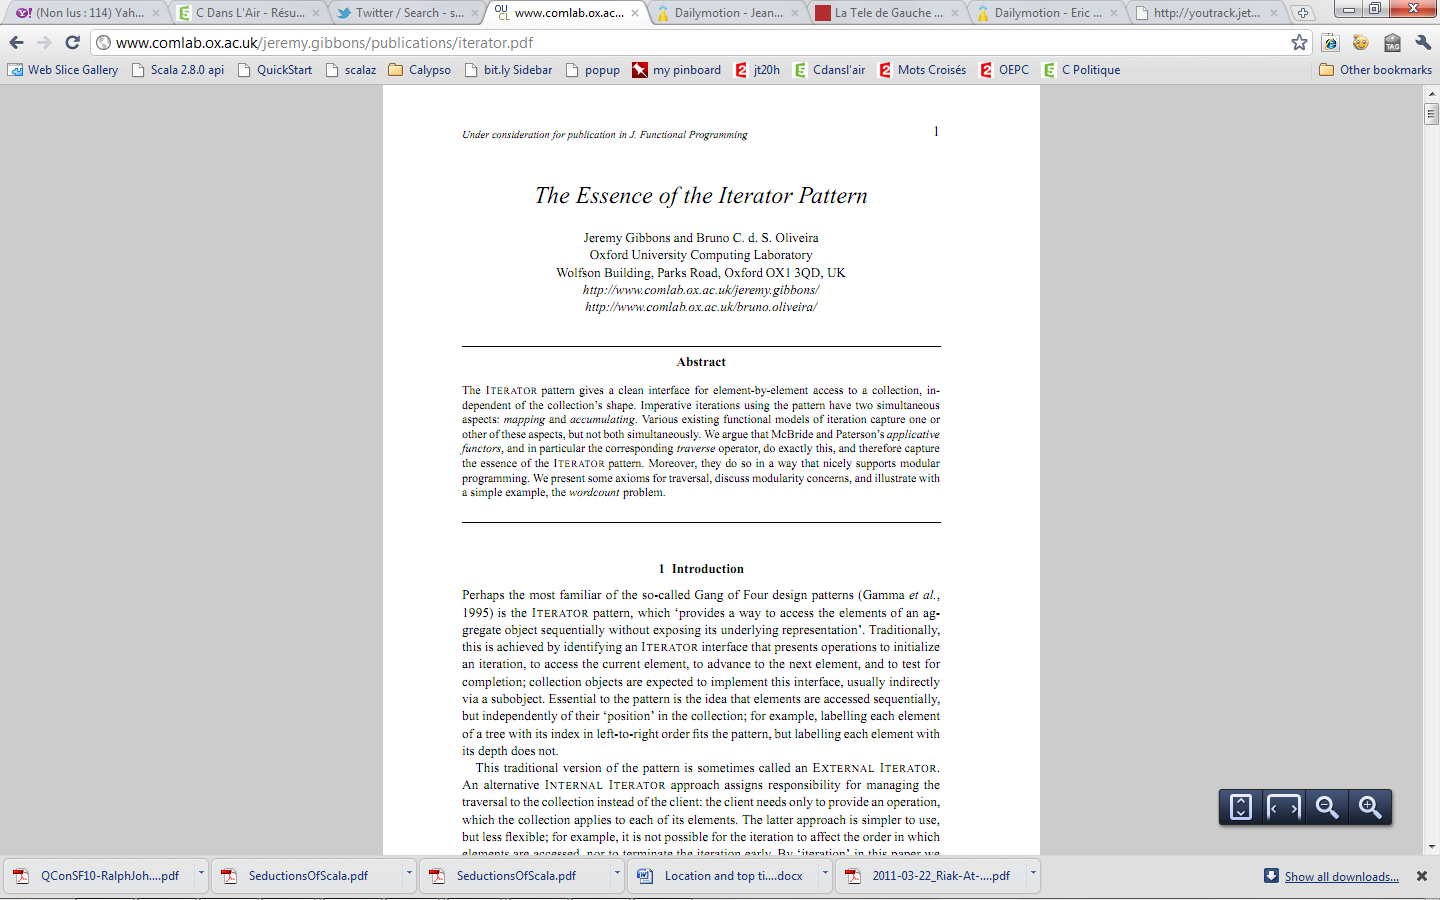 (Non lus : 114) Yah...
C Dans L'Air - Résu...
Twitter / Search - s...
www.comlab.ox.ac...
Dailymotion - Jean...
La Tele de Gauche ...
Dailymotion - Eric ...
http://youtrack.jet...
www.comlab.ox.ac.uk/jeremy.gibbons/publications/iterator.pdf
TAG
Web Slice Gallery
Scala 2.8.0 api
QuickStart
scalaz
Calypso
bit.ly Sidebar
popup
my pinboard
jt20h
Cdansl'air
Mots Croisés
OEPC
C Politique
Other bookmarks
Under consideration for publication in J. Functional Programming 1
The Essence of the Iterator Pattern
Jeremy Gibbons and Bruno C. d. S. Oliveira
Oxford University Computing Laboratory
Wolfson Building, Parks Road, Oxford OX1 3QD, UK
http://www.comlab.ox.ac.uk/jeremy.gibbons/
http://www.comlab.ox.ac.uk/bruno.oliveira/
Abstract
The ITERATOR pattern gives a clean interface for element-by-element access to a collection, in-
dependent of the collection's shape. Imperative iterations using the pattern have two simultaneous
aspects: mapping and accumulating. Various existing functional models of iteration capture one or
other of these aspects, but not both simultaneously. We argue that McBride and Paterson's applicative
functors, and in particular the corresponding traverse operator, do exactly this, and therefore capture
the essence of the ITERATOR pattern. Moreover, they do so in a way that nicely supports modular
programming. We present some axioms for traversal, discuss modularity concerns, and illustrate with
a simple example, the wordcount problem.
1 Introduction
Perhaps the most familiar of the so-called Gang of Four design patterns (Gamma et al.,
1995) is the ITERATOR pattern, which 'provides a way to access the elements of an ag-
gregate object sequentially without exposing its underlying representation'. Traditionally,
this is achieved by identifying an ITERATOR interface that presents operations to initialize
an iteration, to access the current element, to advance to the next element, and to test for
completion; collection objects are expected to implement this interface, usually indirectly
via a subobject. Essential to the pattern is the idea that elements are accessed sequentially,
but independently of their 'position' in the collection; for example, labelling each element
of a tree with its index in left-to-right order fits the pattern, but labelling each element with
its depth does not.
This traditional version of the pattern is sometimes called an EXTERNAL ITERATOR.
An alternative INTERNAL ITERATOR approach assigns responsibility for managing the
traversal to the collection instead of the client: the client needs only to provide an operation,
which the collection applies to each of its elements. The latter approach is simpler to use,
but less flexible; for example, it is not possible for the iteration to affect the order in which
elements are accessed, nor to terminate the iteration early. By 'iteration' in this paper we
QConSF10-RalphJoh....pdf
SeductionsOfScala.pdf
SeductionsOfScala.pdf
Location and top ti....docx
2011-03-22_Riak-At-....pdf
Show all downloads...